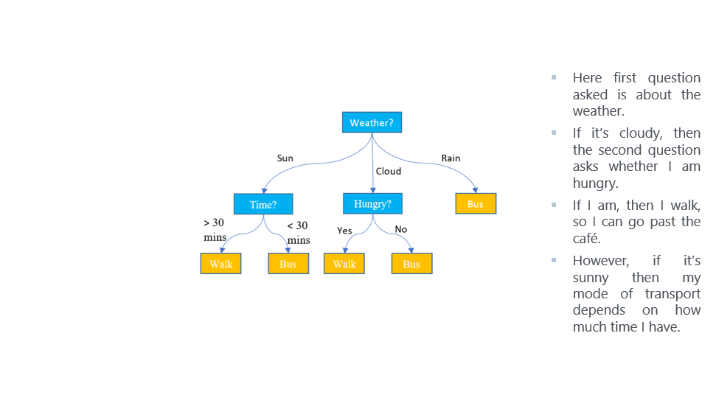 Weather?
Sun
Cloud
Rain
Time?
Hungry?
Bus
> 30
mins
< 30
mins
Yes
No
Walk
Bus
Walk
Bus
Here first question
asked is about the
weather.
If it's cloudy, then
the second question
asks whether I am
hungry.
If I am, then I walk,
so I can go past the
café.
However, if it's
sunny then my
mode of transport
depends on how
much time I have.